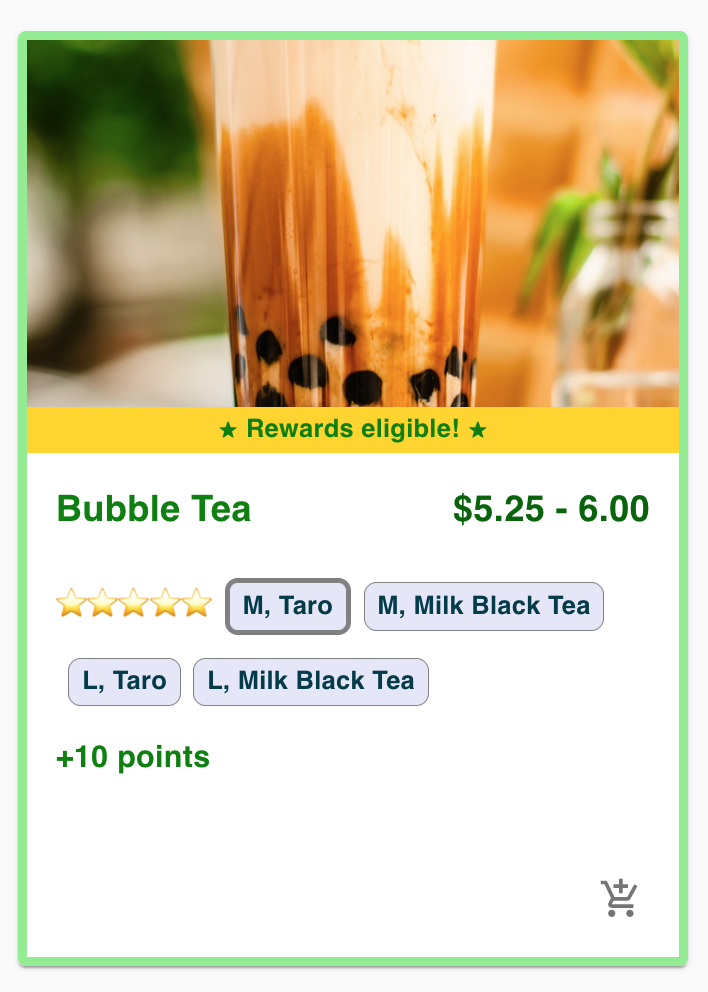 ★ Rewards eligible! ★
Bubble Tea $5.25 - 6.00
⭐⭐⭐⭐⭐ M, Taro M, Milk Black Tea
L, Taro L, Milk Black Tea
+10 points